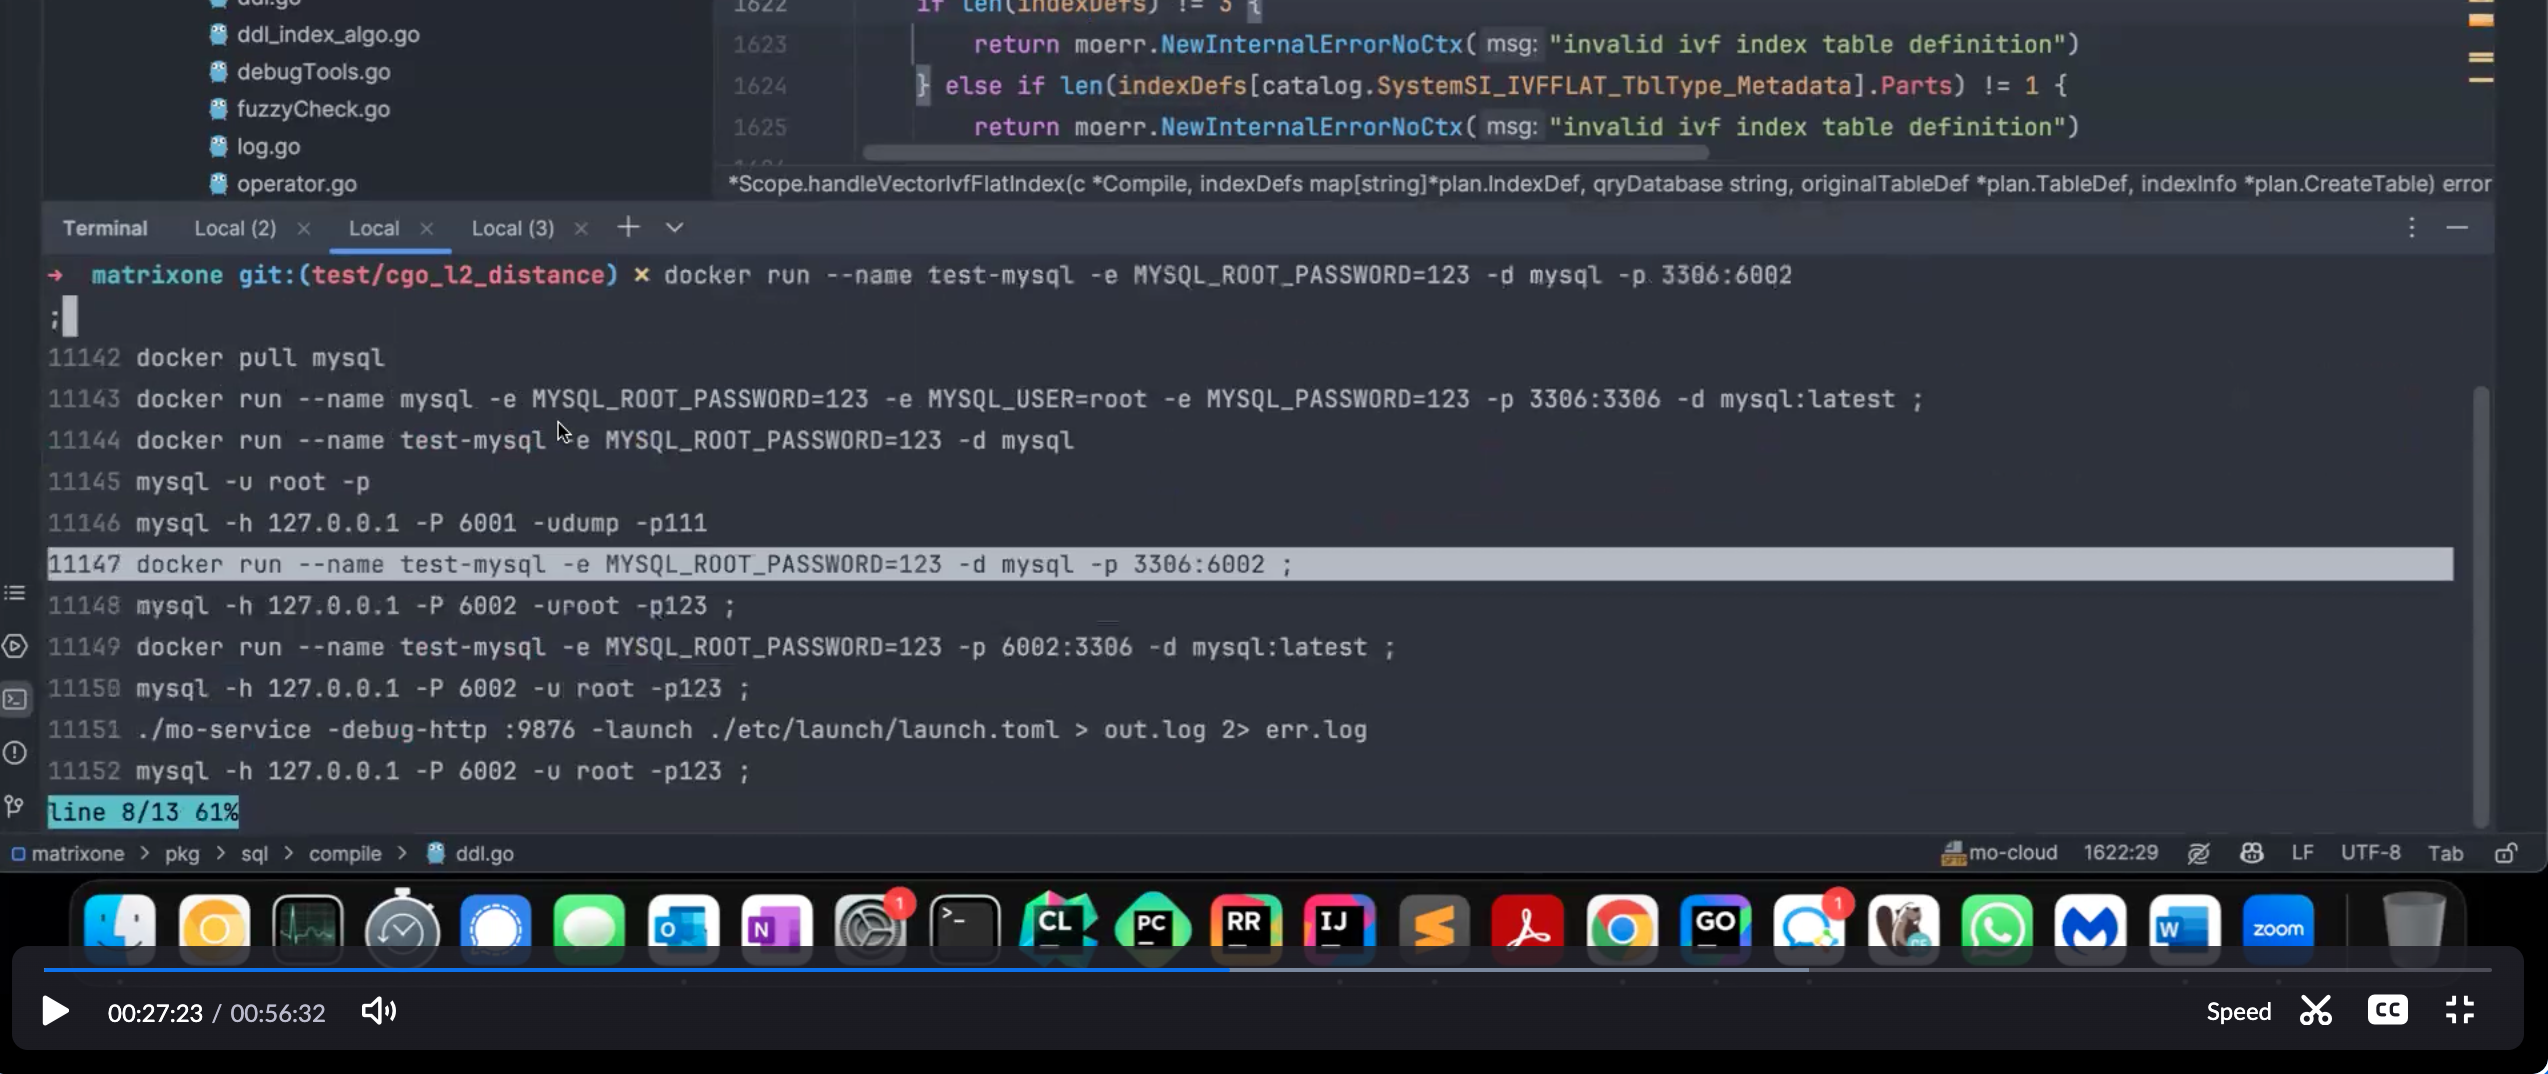 ddl.go
ddl_index_algo.go
debugTools.go
fuzzyCheck.go
log.go
operator.go
1622 if len(indexDefs) != 3 {
1623 return moerr.NewInternalErrorNoCtx( msg: "invalid ivf index table definition")
1624 } else if len(indexDefs[catalog.SystemSI_IVFFLAT_TblType_Metadata].Parts) != 1 {
1625 return moerr.NewInternalErrorNoCtx( msg: "invalid ivf index table definition")
*Scope.handleVectorIvfFlatIndex(c *Compile, indexDefs map[string]*plan.IndexDef, qryDatabase string, originalTableDef *plan.TableDef, indexInfo *plan.CreateTable) error
Terminal Local (2) × Local × Local (3) × +
→ matrixone git:(test/cgo_l2_distance) ✗ docker run --name test-mysql -e MYSQL_ROOT_PASSWORD=123 -d mysql -p 3306:6002
;
11142 docker pull mysql
11143 docker run --name mysql -e MYSQL_ROOT_PASSWORD=123 -e MYSQL_USER=root -e MYSQL_PASSWORD=123 -p 3306:3306 -d mysql:latest ;
11144 docker run --name test-mysql -e MYSQL_ROOT_PASSWORD=123 -d mysql
11145 mysql -u root -p
11146 mysql -h 127.0.0.1 -P 6001 -udump -p111
11147 docker run --name test-mysql -e MYSQL_ROOT_PASSWORD=123 -d mysql -p 3306:6002 ;
11148 mysql -h 127.0.0.1 -P 6002 -uroot -p123 ;
11149 docker run --name test-mysql -e MYSQL_ROOT_PASSWORD=123 -p 6002:3306 -d mysql:latest ;
11150 mysql -h 127.0.0.1 -P 6002 -u root -p123 ;
11151 ./mo-service -debug-http :9876 -launch ./etc/launch/launch.toml > out.log 2> err.log
11152 mysql -h 127.0.0.1 -P 6002 -u root -p123 ;
line 8/13 61%
matrixone > pkg > sql > compile > ddl.go mo-cloud 1622:29 LF UTF-8 Tab
O N 1 >_ CL PC RR IJ GO 1 W zoom
00:27:23 / 00:56:32 Speed CC